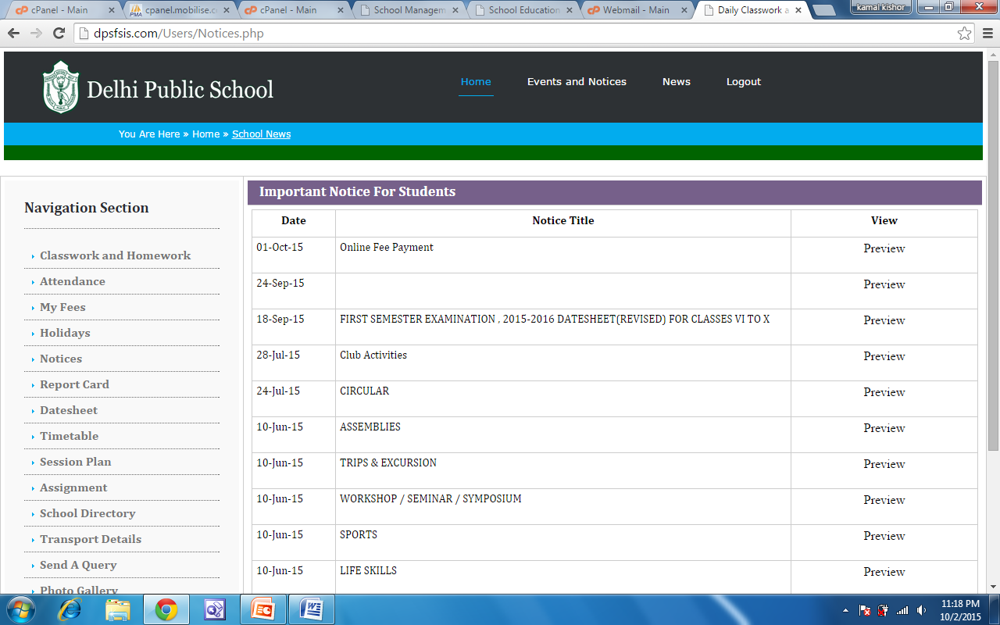 cPanel - Main
cpanel.mobilise.c
cPanel - Main
School Managem
School Education
Webmail - Main
Daily Classwork a
kamal kishor
dpsfsis.com/Users/Notices.php
Delhi Public School
Home
Events and Notices
News
Logout
You Are Here » Home » School News
Navigation Section
Classwork and Homework
Attendance
My Fees
Holidays
Notices
Report Card
Datesheet
Timetable
Session Plan
Assignment
School Directory
Transport Details
Send A Query
Photo Gallery
Important Notice For Students
Date Notice Title View
01-Oct-15 Online Fee Payment Preview
24-Sep-15 Preview
18-Sep-15 FIRST SEMESTER EXAMINATION , 2015-2016 DATESHEET(REVISED) FOR CLASSES VI TO X Preview
28-Jul-15 Club Activities Preview
24-Jul-15 CIRCULAR Preview
10-Jun-15 ASSEMBLIES Preview
10-Jun-15 TRIPS & EXCURSION Preview
10-Jun-15 WORKSHOP / SEMINAR / SYMPOSIUM Preview
10-Jun-15 SPORTS Preview
10-Jun-15 LIFE SKILLS Preview
11:18 PM
10/2/2015